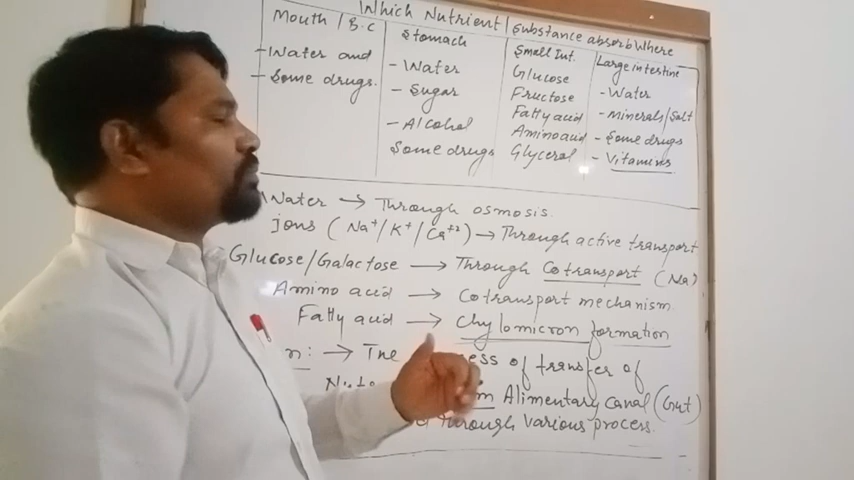 Which Nutrient/Substance absorb Where
Mouth / B.C
- Water and
- Some drugs.
Stomach
- Water
- Sugar
- Alcohol
Some drugs
Small Int.
Glucose
Fructose
Fatty acid
Amino acid
Glycerol
Large intestine
- Water
- Minerals/Salt
- Some drugs
- Vitamins
Water → Through osmosis.
ions (Na⁺/K⁺/Ca⁺²) → Through active transport
Glucose/Galactose → Through Cotransport (Na)
Amino acid → Cotransport mechanism.
Fatty acid → Chylomicron formation
: → The of transfer of
Alimentary canal (Gut)
through various process.